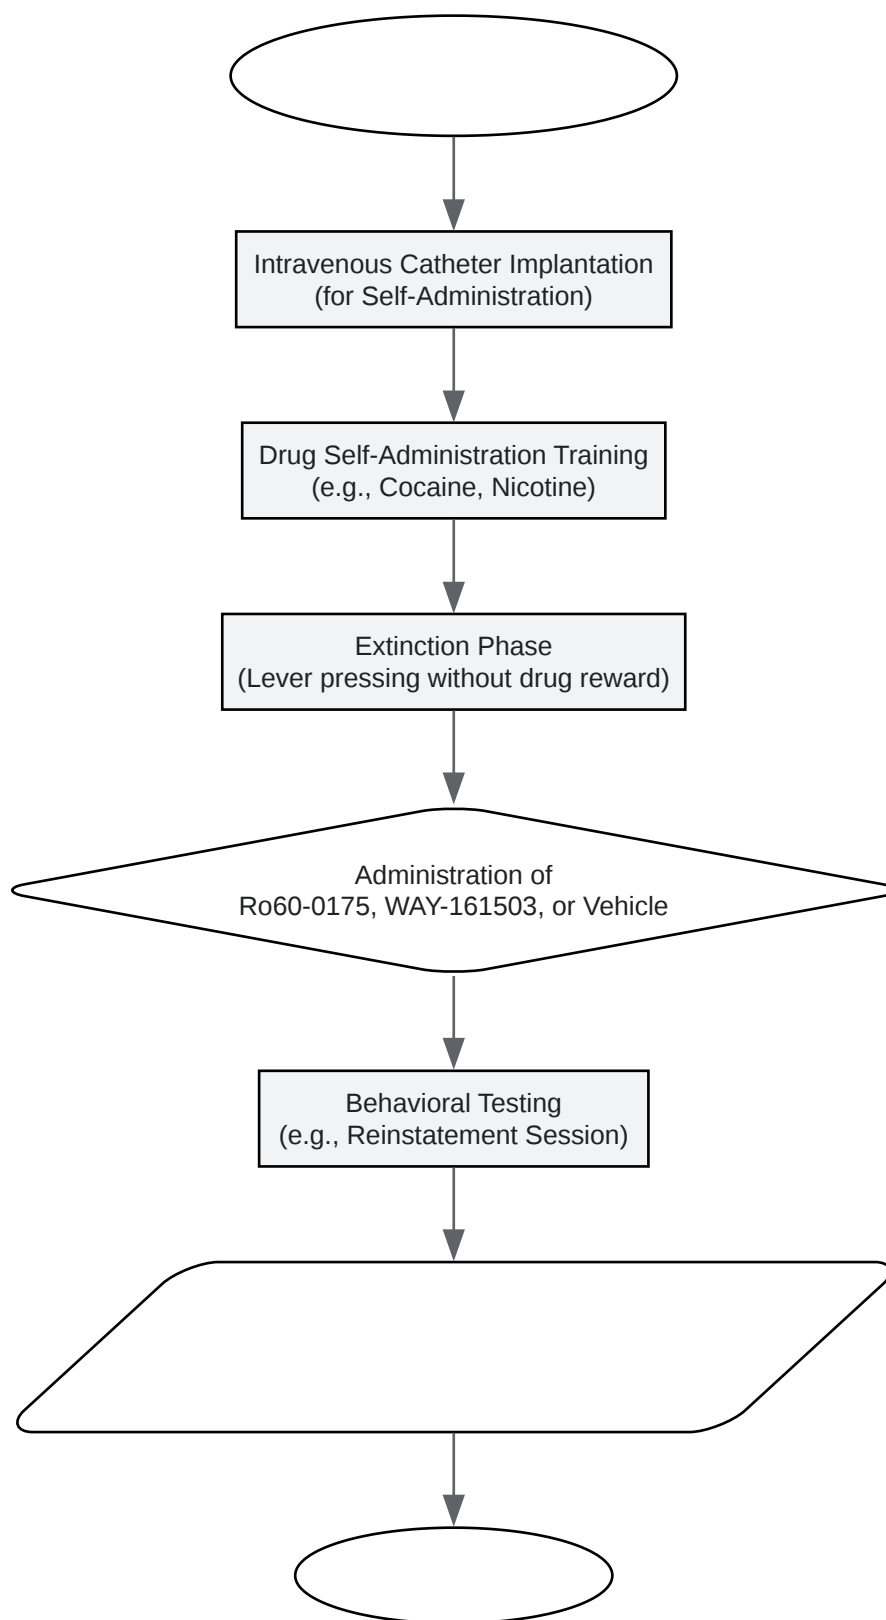 Intravenous Catheter Implantation
(for Self-Administration)
Drug Self-Administration Training
(e.g., Cocaine, Nicotine)
Extinction Phase
(Lever pressing without drug reward)
Administration of
Ro60-0175, WAY-161503, or Vehicle
Behavioral Testing
(e.g., Reinstatement Session)